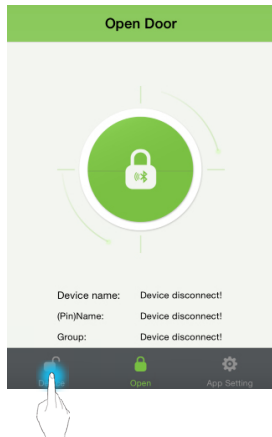 Open Door
Device name: Device disconnect!
(Pin)Name: Device disconnect!
Group: Device disconnect!
Open App Setting